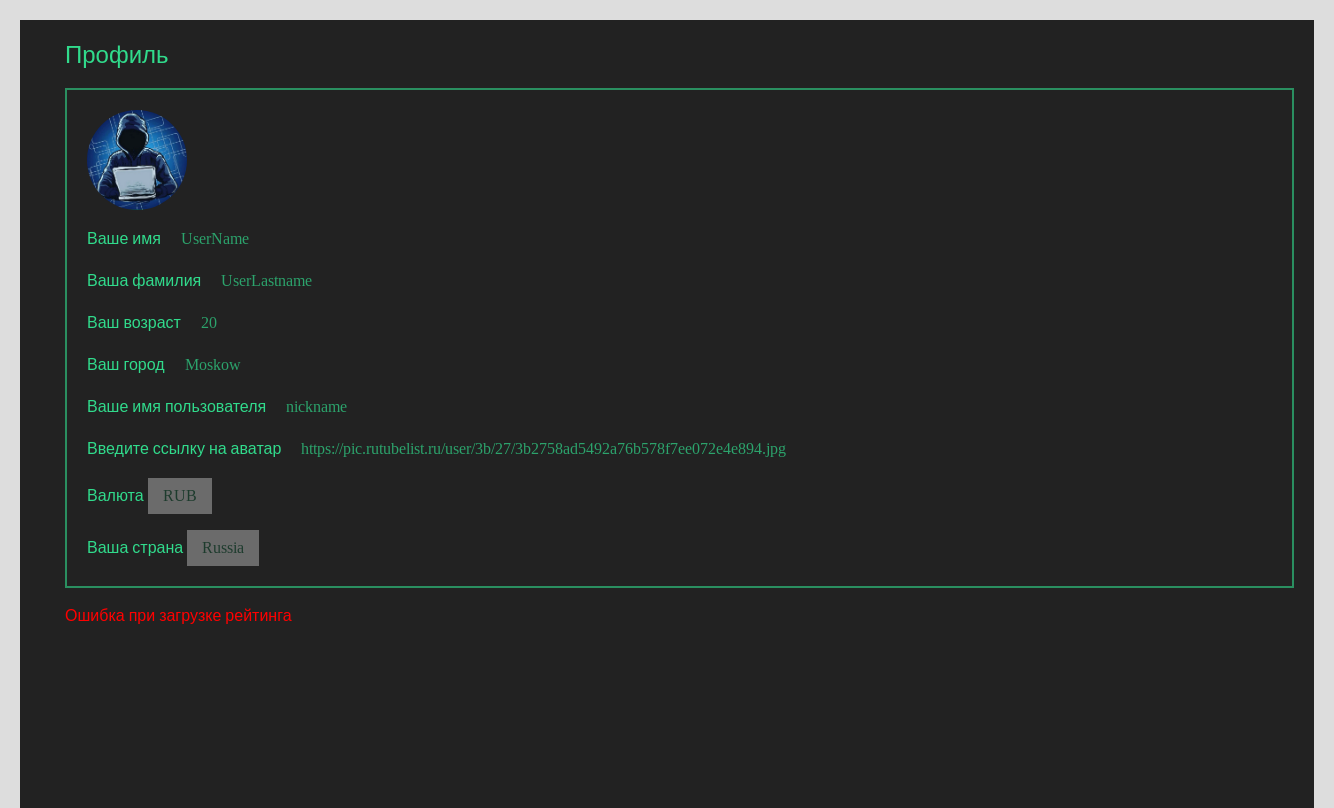 Профиль
Ваше имя UserName
Ваша фамилия UserLastname
Ваш возраст 20
Ваш город Moskow
Ваше имя пользователя nickname
Введите ссылку на аватар https://pic.rutubelist.ru/user/3b/27/3b2758ad5492a76b578f7ee072e4e894.jpg
Валюта RUB
Ваша страна Russia
Ошибка при загрузке рейтинга